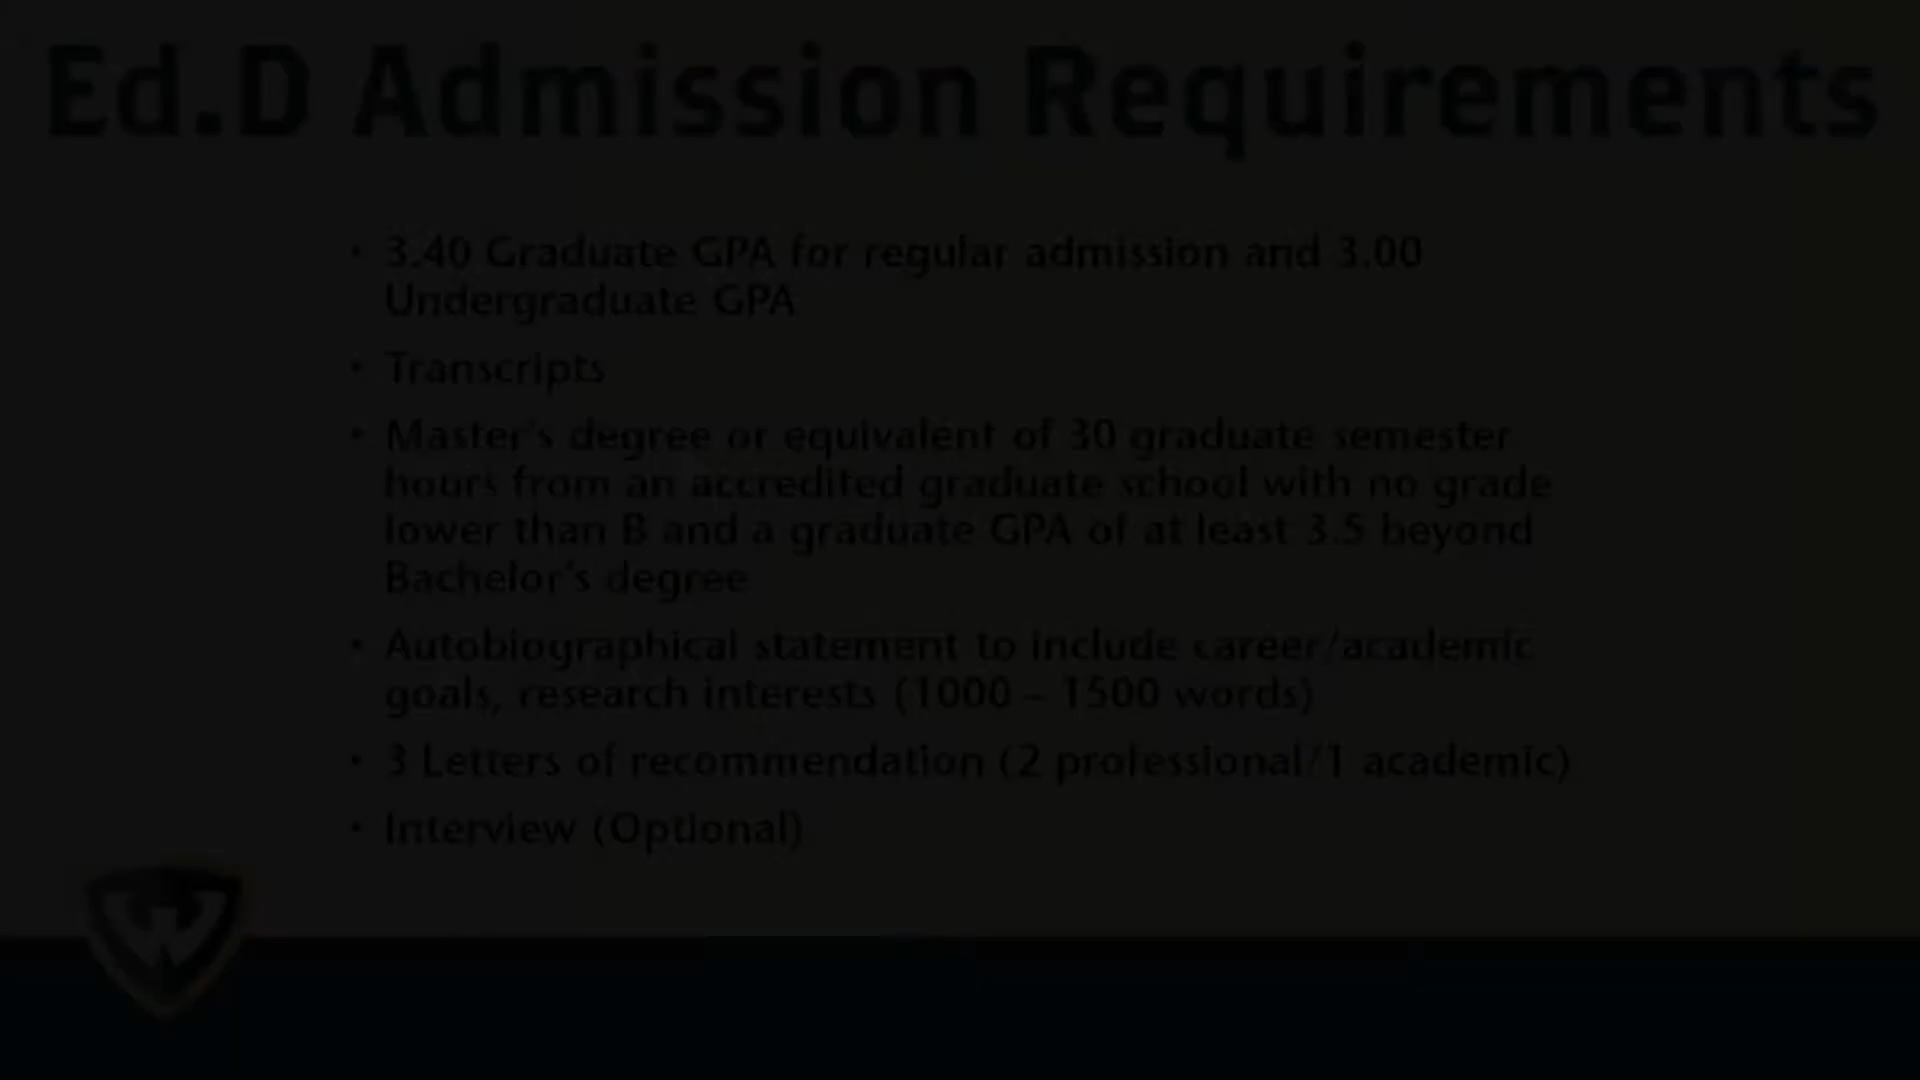 Ed.D Admission Requirements
• 3.40 Graduate GPA for regular admission and 3.00
Undergraduate GPA
• Transcripts
• Master's degree or equivalent of 30 graduate semester
hours from an accredited graduate school with no grade
lower than B and a graduate GPA of at least 3.5 beyond
Bachelor's degree
• Autobiographical statement to include career/academic
goals, research interests (1000 – 1500 words)
• 3 Letters of recommendation (2 professional/1 academic)
• Interview (Optional)
W